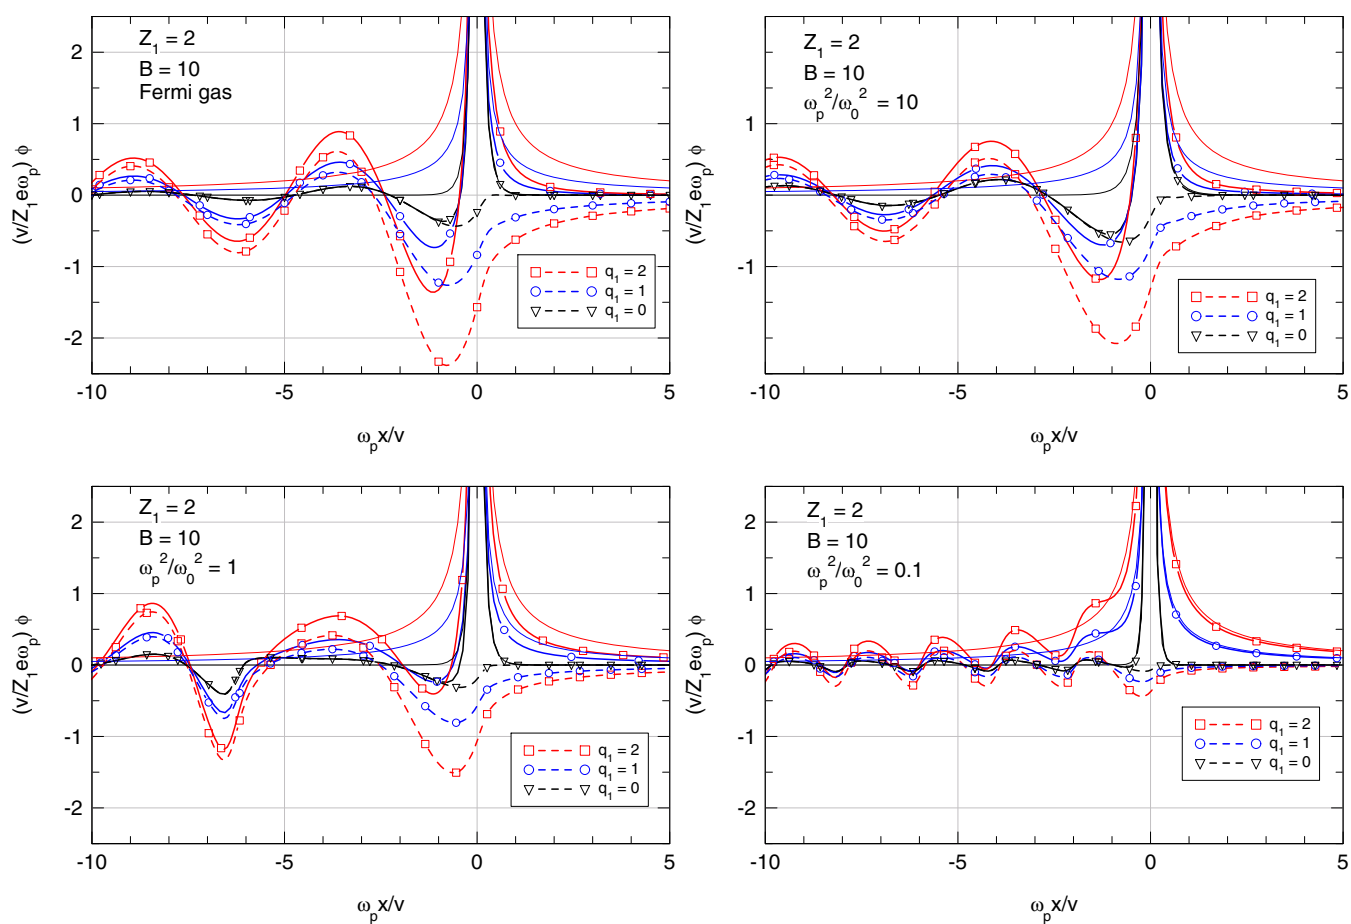 Z₁ = 2
B = 10
Fermi gas
(v/Z₁eωₚ) ϕ
2
1
0
-1
-2
q₁ = 2
q₁ = 1
q₁ = 0
-10
-5
0
5
ωₚx/v
Z₁ = 2
B = 10
ωₚ²/ω₀² = 10
1
0
-1
-2
q₁ = 2
q₁ = 1
q₁ = 0
-10
-5
0
5
ωₚx/v
Z₁ = 2
B = 10
ωₚ²/ω₀² = 1
(v/Z₁eωₚ) ϕ
2
1
0
-1
-2
q₁ = 2
q₁ = 1
q₁ = 0
-10
-5
0
5
ωₚx/v
Z₁ = 2
B = 10
ωₚ²/ω₀² = 0.1
2
1
0
-1
-2
q₁ = 2
q₁ = 1
q₁ = 0
-10
-5
0
5
ωₚx/v